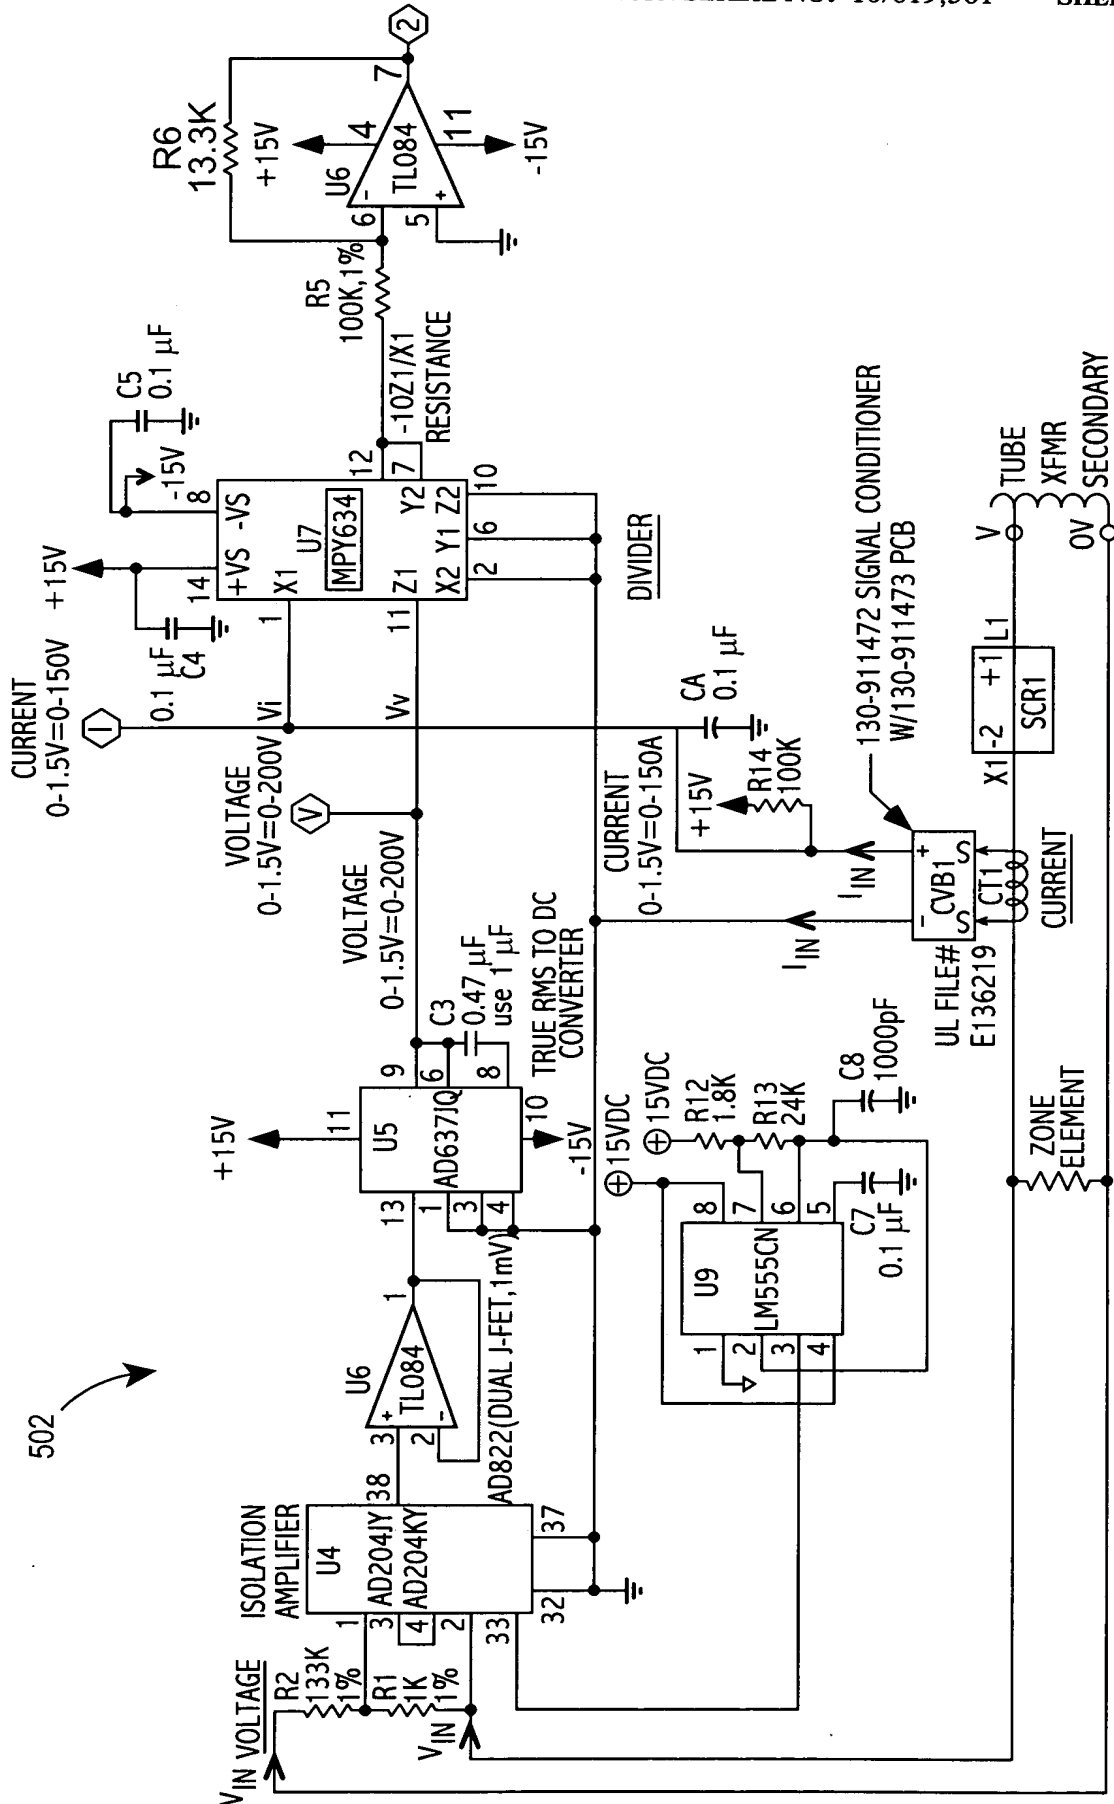 502
V_IN VOLTAGE
R2
133K
1%
R1
1K
1%
V_IN
ISOLATION
AMPLIFIER
U4
AD204JY
AD204KY
1
3
4
2
33
38
32
37
U6
TL084
3
+
2
-
1
AD822(DUAL J-FET,1mV)
+15V
11
U5
AD637JQ
13
1
3
4
9
6
8
10
-15V
C3
0.47 µF
use 1 µF
TRUE RMS TO DC
CONVERTER
VOLTAGE
0-1.5V=0-200V
VOLTAGE
0-1.5V=0-200V
V
CURRENT
0-1.5V=0-150V
1
Vi
Vv
+15V
0.1 µF
C4
14
+VS
8
-VS
-15V
C5
0.1 µF
U7
MPY634
1
X1
11
Z1
X2
Y1
Z2
2
6
10
12
7
Y2
DIVIDER
-10Z1/X1
RESISTANCE
R5
100K,1%
R6
13.3K
+15V
U6
TL084
6
-
5
+
4
11
7
-15V
2
CURRENT
0-1.5V=0-150A
CA
0.1 µF
+15V
R14
100K
I_IN
I_IN
130-911472 SIGNAL CONDITIONER
W/130-911473 PCB
-
+
CVB1
S
S
CT1
CURRENT
UL FILE#
E136219
X1
-2
+1
L1
SCR1
V
0V
TUBE
XFMR
SECONDARY
ZONE
ELEMENT
15VDC
15VDC
R12
1.8K
R13
24K
C8
1000pF
C7
0.1 µF
U9
LM555CN
1
2
3
4
8
7
6
5